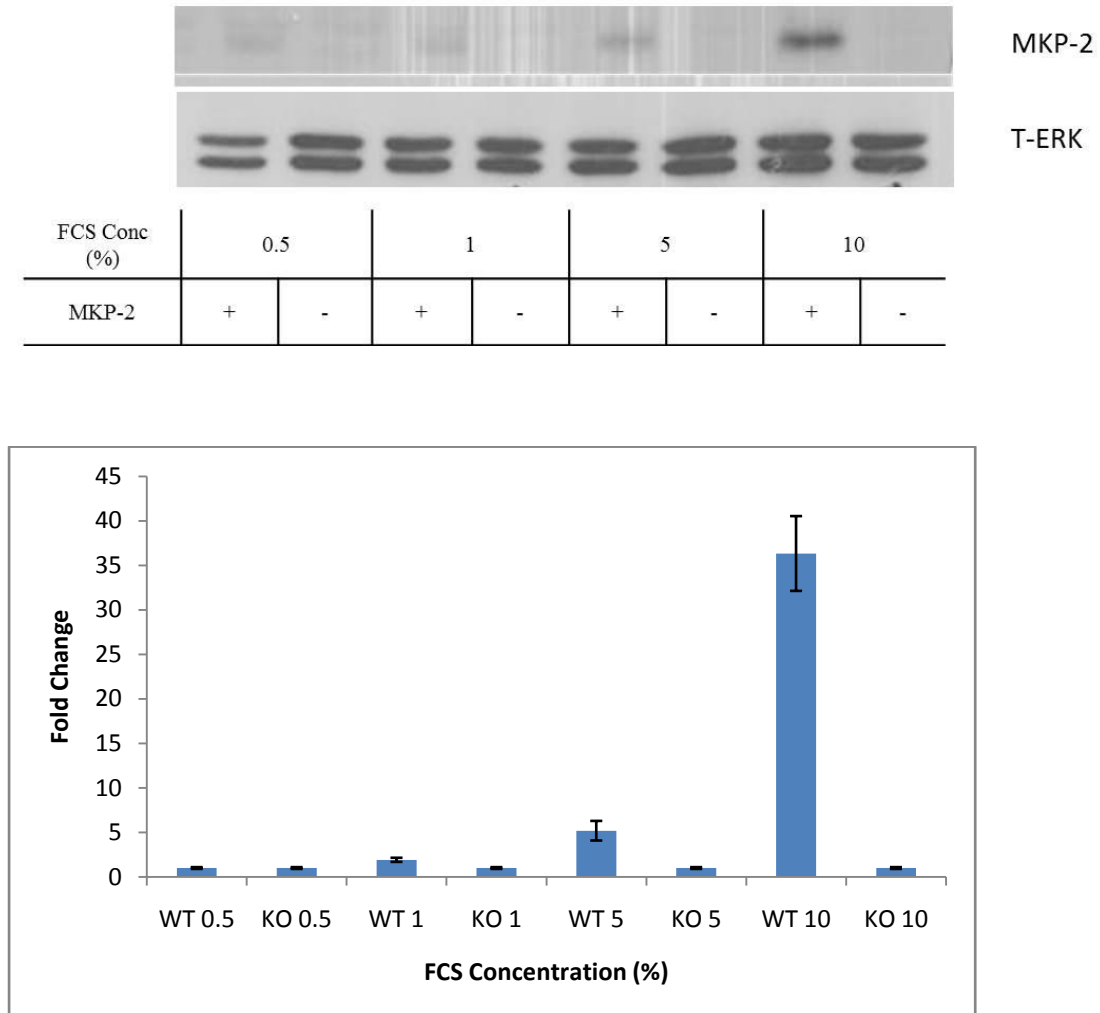 MKP-2
T-ERK
FCS Conc (%) 0.5 1 5 10
MKP-2 + - + - + - + -
45
40
35
30
25
20
15
10
5
0
Fold Change
WT 0.5 KO 0.5 WT 1 KO 1 WT 5 KO 5 WT 10 KO 10
FCS Concentration (%)